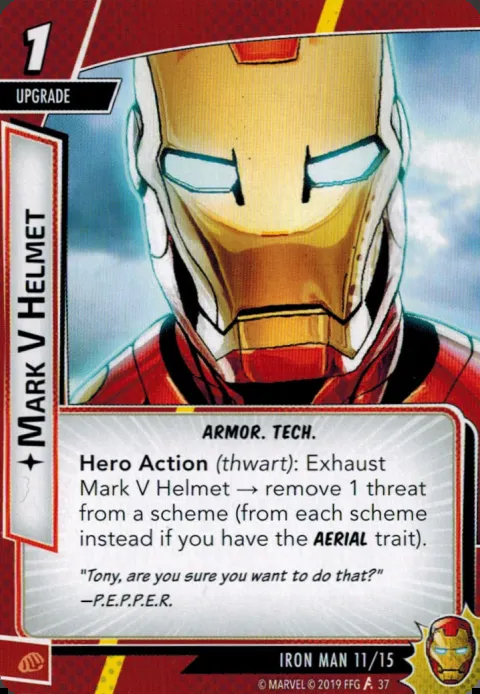 1
UPGRADE
MARK V HELMET
ARMOR. TECH.
Hero Action (thwart): Exhaust
Mark V Helmet → remove 1 threat
from a scheme (from each scheme
instead if you have the AERIAL trait).
"Tony, are you sure you want to do that?"
—P.E.P.P.E.R.
IRON MAN 11/15
© MARVEL © 2019 FFG 37